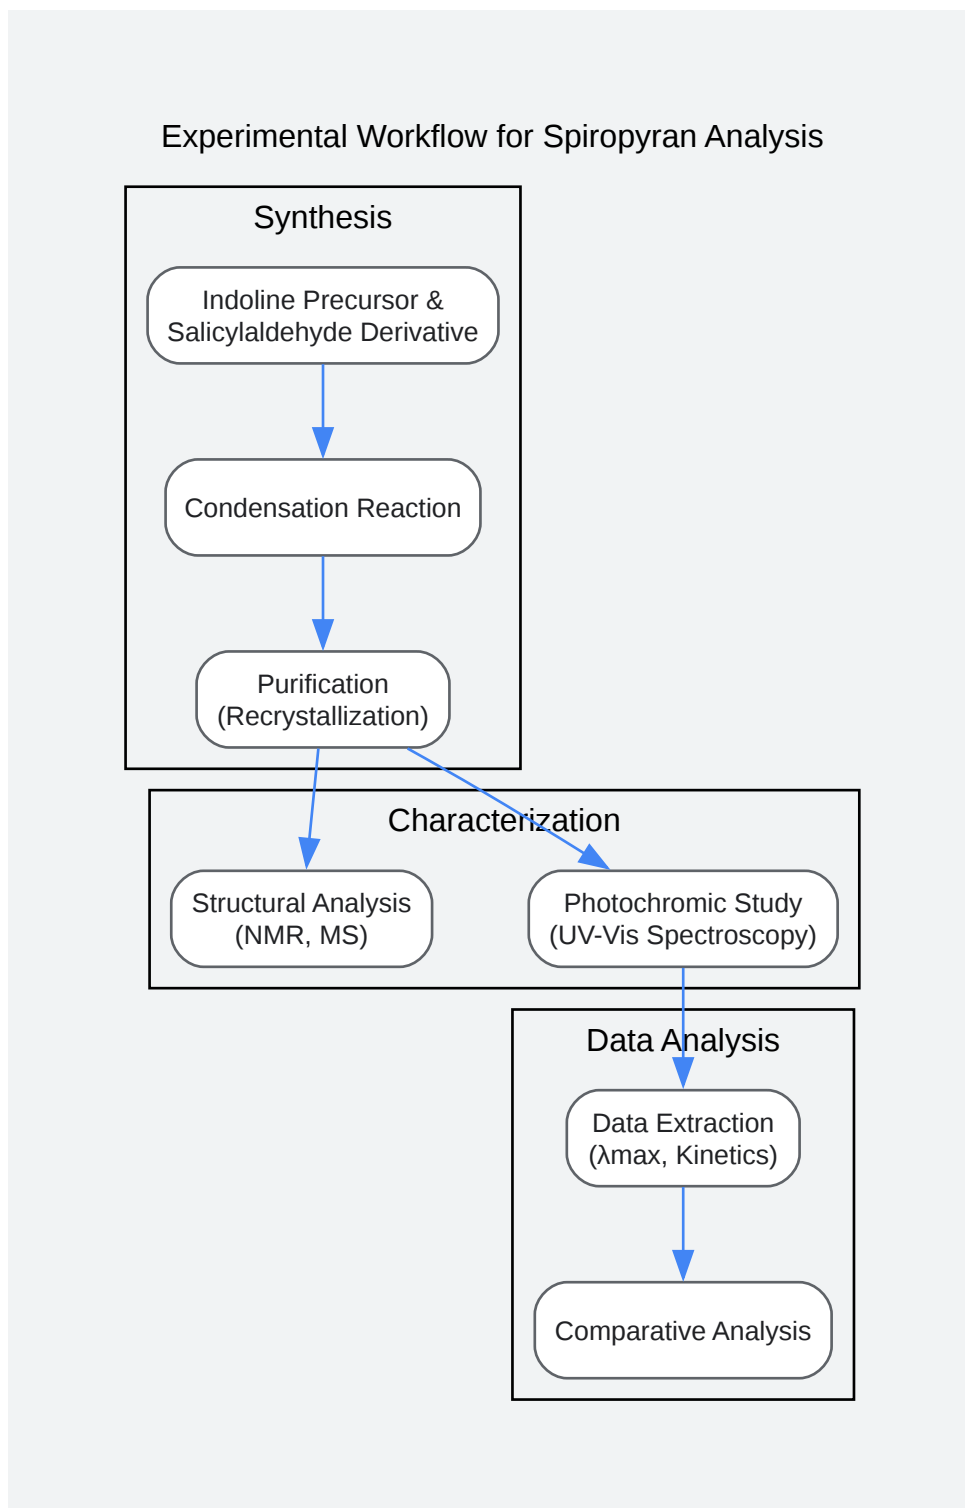 Experimental Workflow for Spiropyran Analysis
Synthesis
Indoline Precursor &
Salicylaldehyde Derivative
Condensation Reaction
Purification
(Recrystallization)
Characterization
Structural Analysis
(NMR, MS)
Photochromic Study
(UV-Vis Spectroscopy)
Data Analysis
Data Extraction
(λmax, Kinetics)
Comparative Analysis